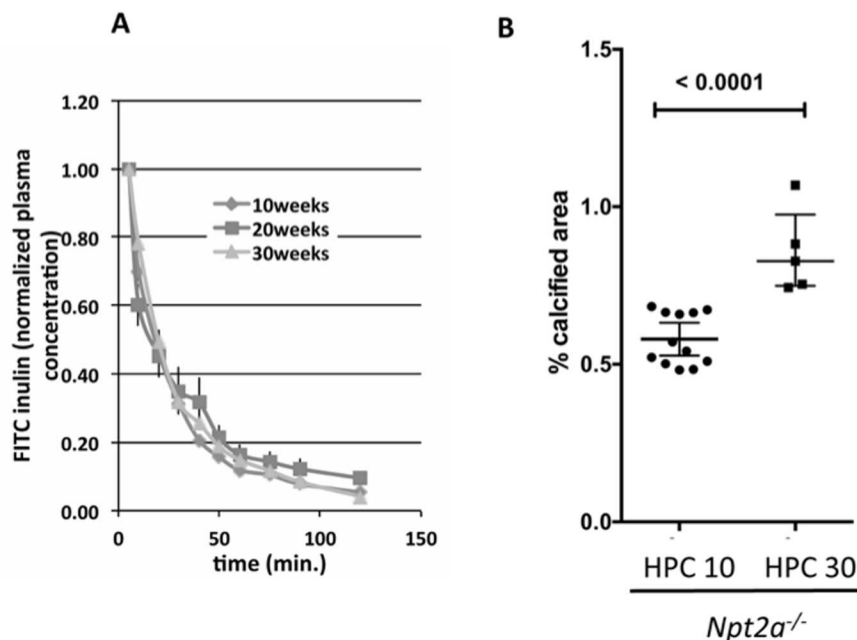 A
1.20
1.00
0.80
0.60
0.40
0.20
0.00
0
50
100
150
FITC inulin (normalized plasma
concentration)
time (min.)
10weeks
20weeks
30weeks
B
1.5
1.0
0.5
0.0
% calcified area
< 0.0001
HPC 10
HPC 30
Npt2a-/-